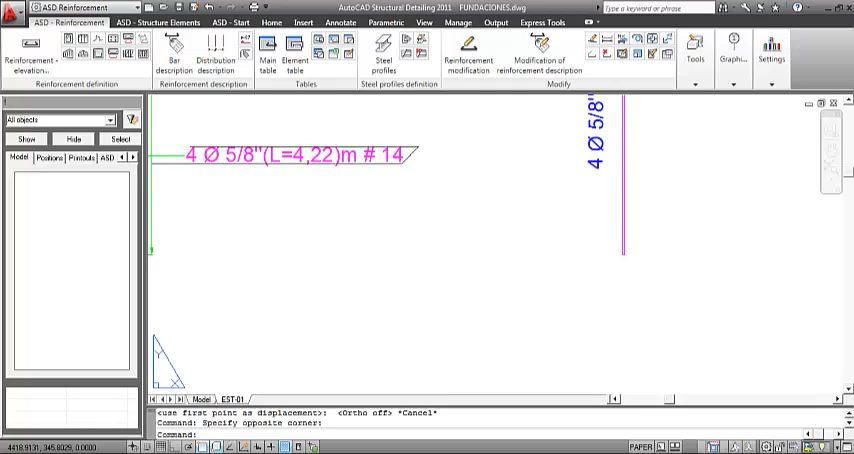 ASD Reinforcement
AutoCAD Structural Detailing 2011 FUNDACIONES.dwg
Type a keyword or phrase
ASD - Reinforcement
ASD - Structure Elements
ASD - Start
Home
Insert
Annotate
Parametric
View
Manage
Output
Express Tools
Reinforcement - elevation...
Bar description
Distribution description
Main table
Element table
Steel profiles
Reinforcement modification
Modification of reinforcement description
Tools
Graphi...
Settings
Reinforcement definition
Reinforcement description
Tables
Steel profiles definition
Modify
All objects
Show
Hide
Select
Model
Positions
Printouts
ASD
4 Ø 5/8"(L=4,22)m # 14
4 Ø 5/8"
Y
X
Model
EST-01
<use first point as displacement>: <Ortho off> *Cancel*
Command: Specify opposite corner:
Command:
4418.9131, 345.8029, 0.0000
PAPER